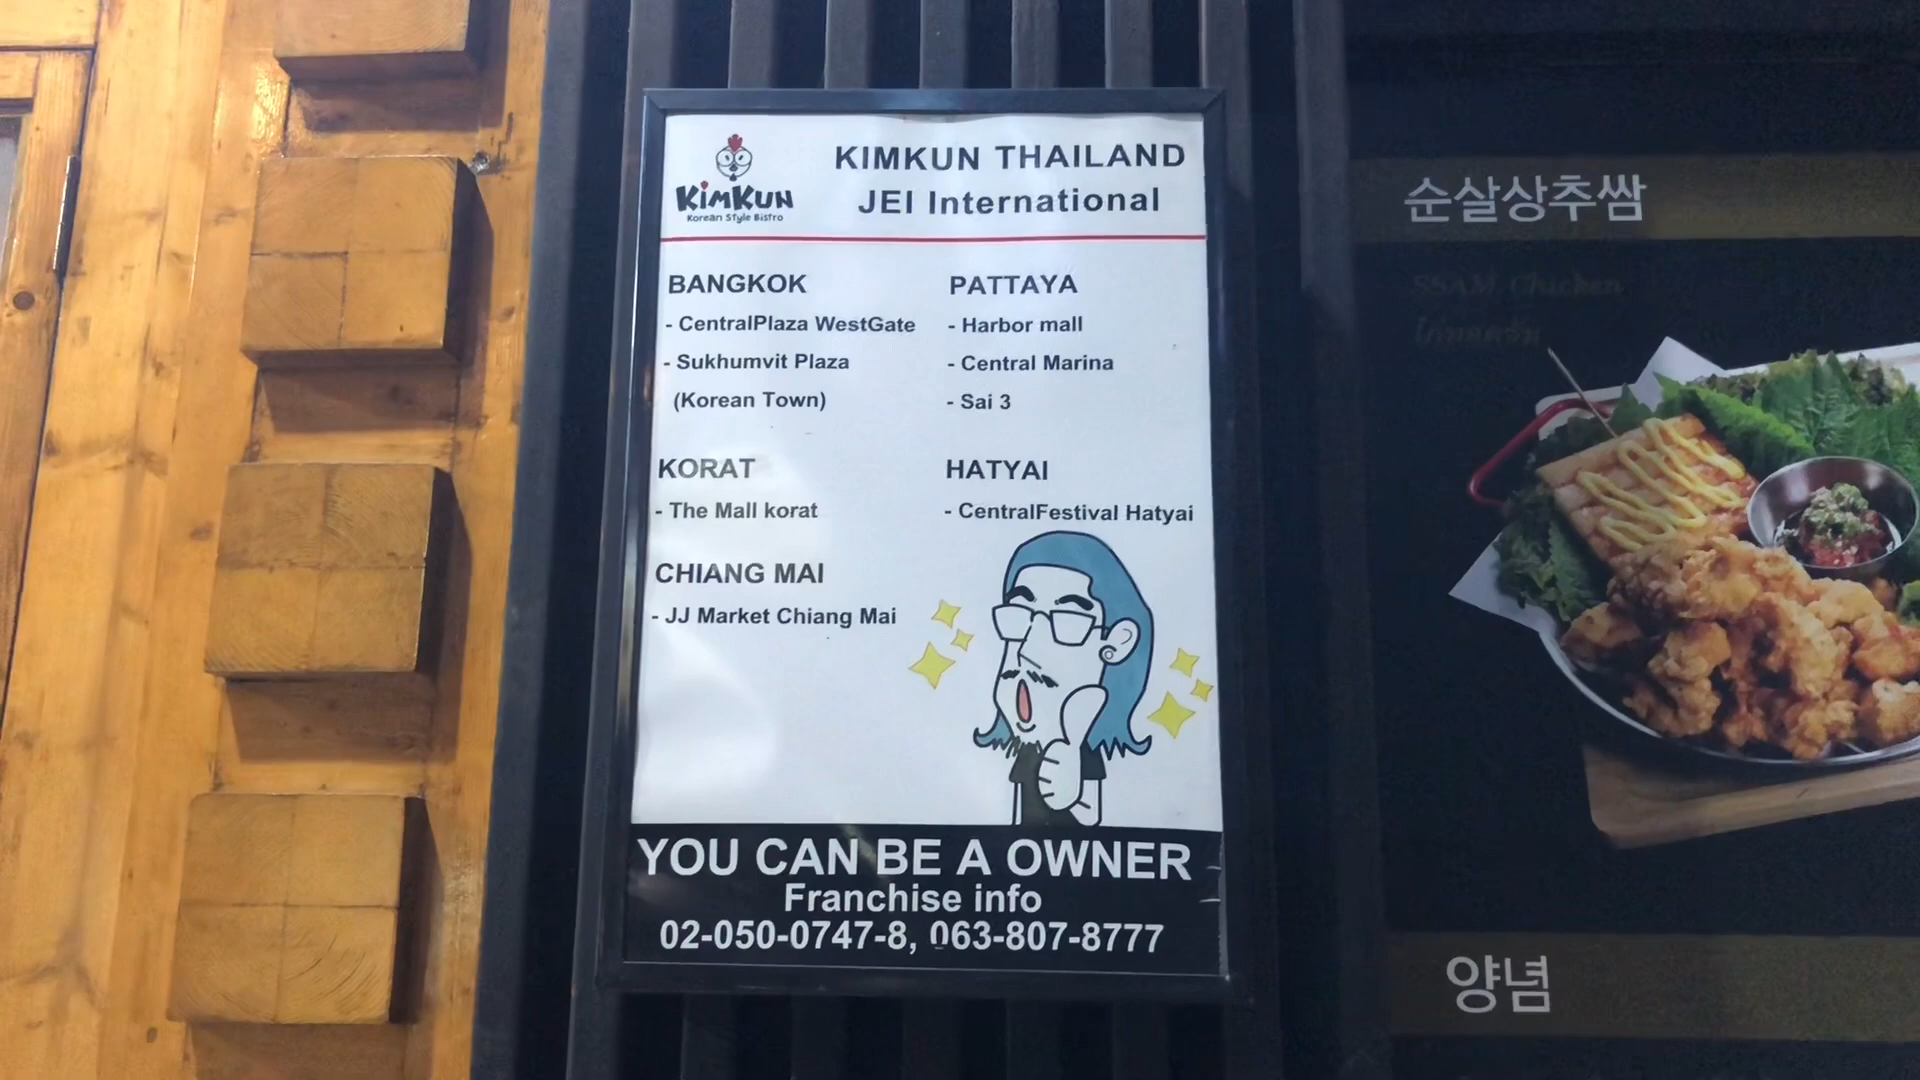 KIMKUN
Korean Style Bistro
KIMKUN THAILAND
JEI International
BANGKOK
- CentralPlaza WestGate
- Sukhumvit Plaza
(Korean Town)
PATTAYA
- Harbor mall
- Central Marina
- Sai 3
KORAT
- The Mall korat
HATYAI
- CentralFestival Hatyai
CHIANG MAI
- JJ Market Chiang Mai
YOU CAN BE A OWNER
Franchise info
02-050-0747-8, 063-807-8777
순살상추쌈
SSAM Chicken
양념